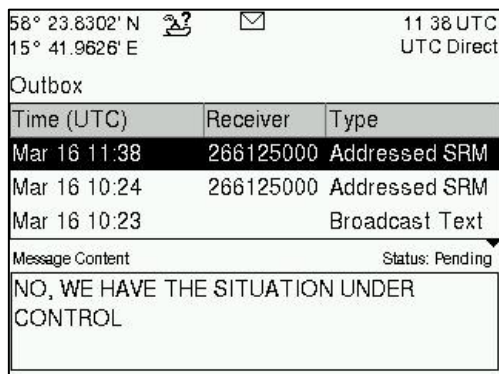 58° 23.8302' N ? 11 38 UTC
15° 41.9626' E UTC Direct
Outbox
Time (UTC) Receiver Type
Mar 16 11:38 266125000 Addressed SRM
Mar 16 10:24 266125000 Addressed SRM
Mar 16 10:23 Broadcast Text
Message Content Status: Pending
NO, WE HAVE THE SITUATION UNDER
CONTROL